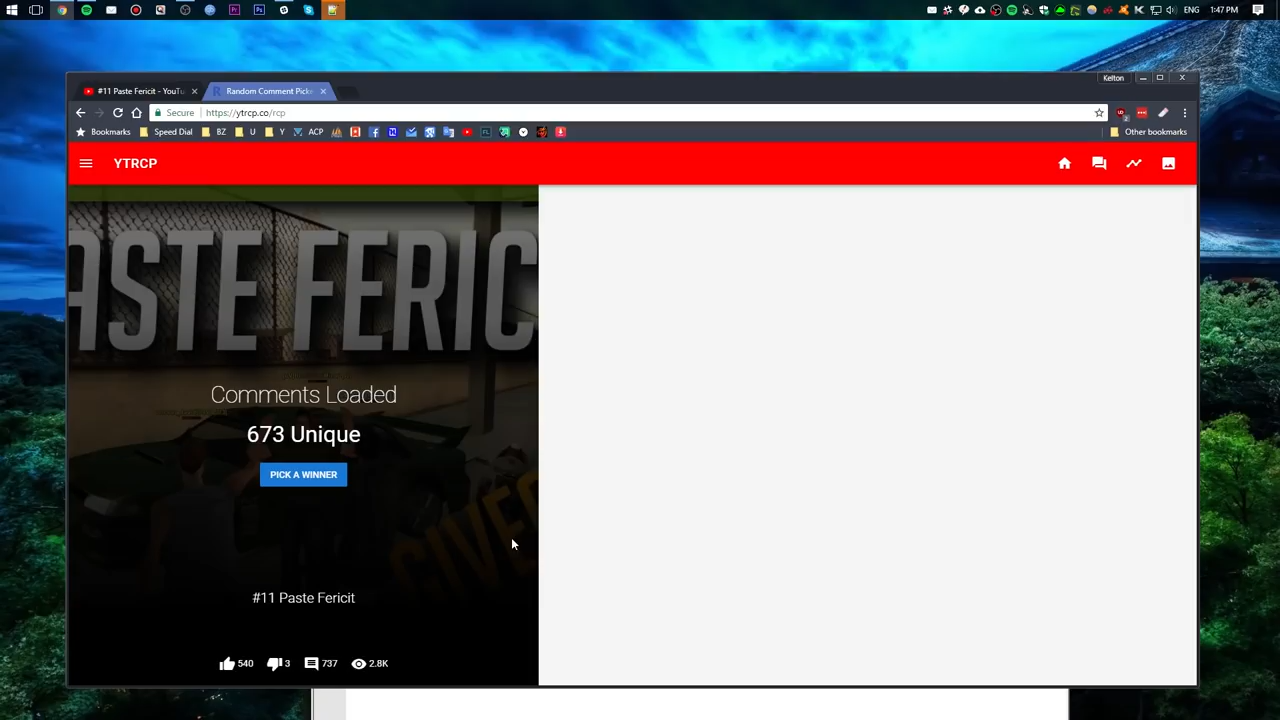 ENG
1:47 PM
Kelton
#11 Paste Fericit - YouTu
Random Comment Picke
Secure
https://ytrcp.co/rcp
Bookmarks
Speed Dial
BZ
U
Y
ACP
Other bookmarks
YTRCP
ASTE FERIC
Comments Loaded
673 Unique
PICK A WINNER
GIVE
#11 Paste Fericit
540
3
737
2.8K